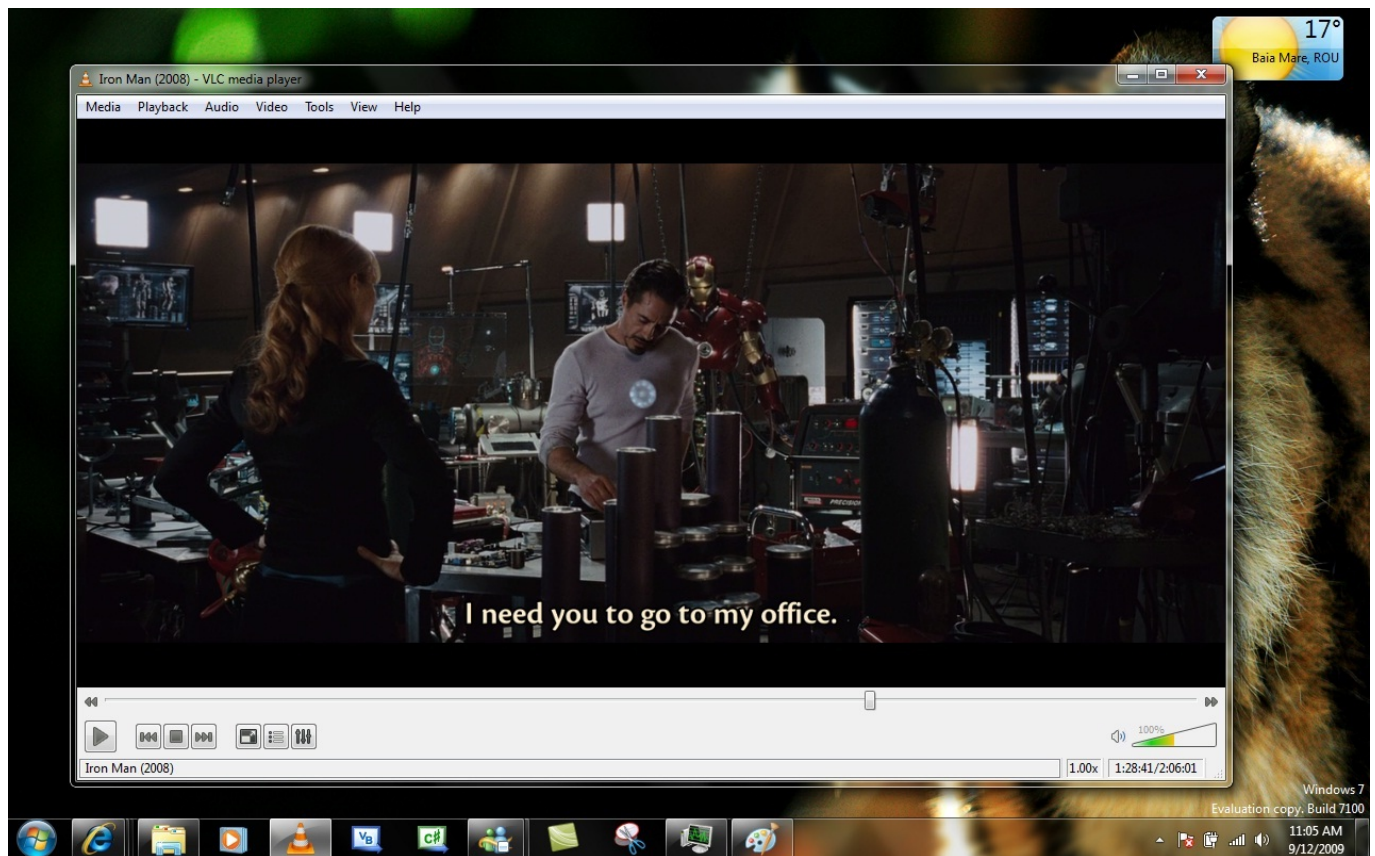 17°
Baia Mare, ROU
Iron Man (2008) - VLC media player
Media Playback Audio Video Tools View Help
PRECISION
I need you to go to my office.
100%
Iron Man (2008)
1.00x
1:28:41/2:06:01
Windows 7
Evaluation copy. Build 7100
VB
C#
11:05 AM
9/12/2009